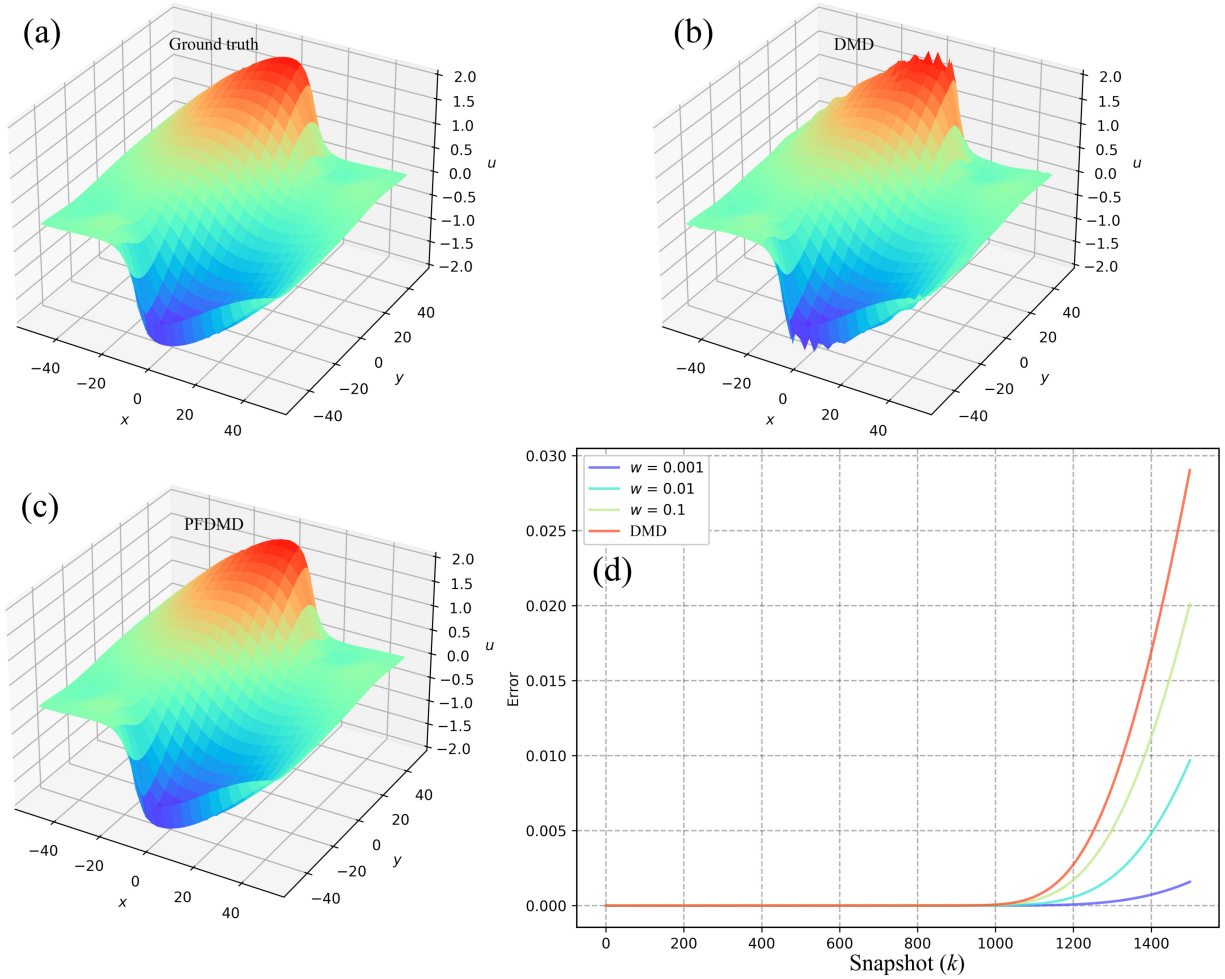 (a)
Ground truth
2.0
1.5
1.0
0.5
0.0
−0.5
−1.0
−1.5
−2.0
u
−40
−20
0
20
40
x
−40
−20
0
20
40
y
(b)
DMD
2.0
1.5
1.0
0.5
0.0
−0.5
−1.0
−1.5
−2.0
u
−40
−20
0
20
40
x
−40
−20
0
20
40
y
(c)
PFDMD
2.0
1.5
1.0
0.5
0.0
−0.5
−1.0
−1.5
−2.0
u
−40
−20
0
20
40
x
−40
−20
0
20
40
y
(d)
w = 0.001
w = 0.01
w = 0.1
DMD
0.030
0.025
0.020
0.015
0.010
0.005
0.000
Error
0 200 400 600 800 1000 1200 1400
Snapshot (k)